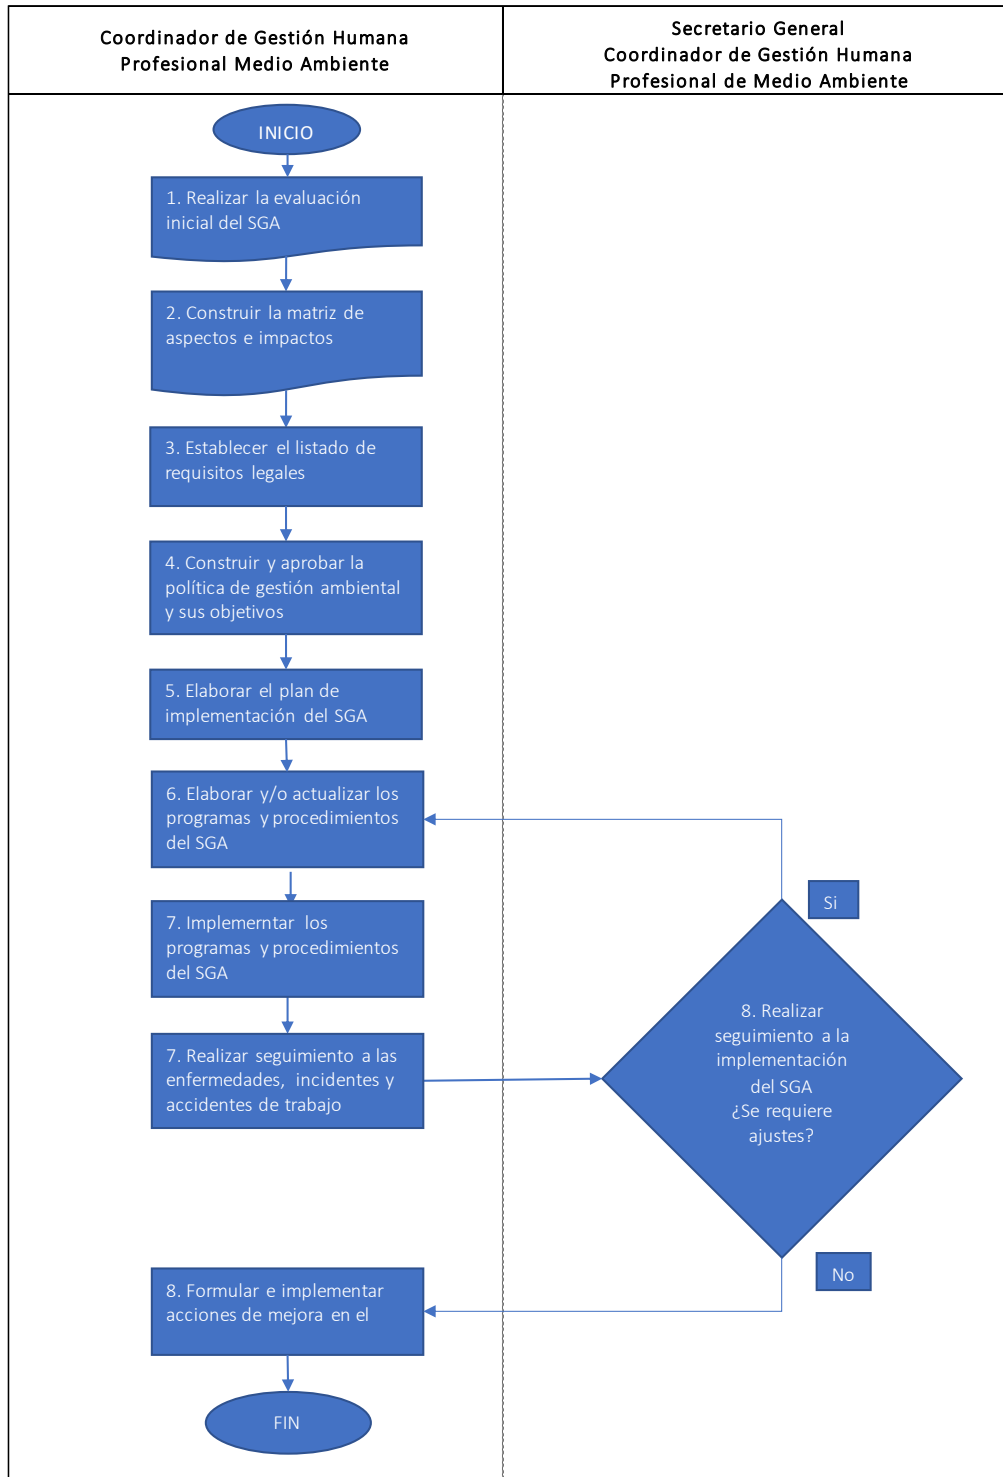 Coordinador de Gestión Humana
Profesional Medio Ambiente
Secretario General
Coordinador de Gestión Humana
Profesional de Medio Ambiente
INICIO
1. Realizar la evaluación
inicial del SGA
2. Construir la matriz de
aspectos e impactos
3. Establecer el listado de
requisitos legales
4. Construir y aprobar la
política de gestión ambiental
y sus objetivos
5. Elaborar el plan de
implementación del SGA
6. Elaborar y/o actualizar los
programas y procedimientos
del SGA
7. Implemerntar los
programas y procedimientos
del SGA
7. Realizar seguimiento a las
enfermedades, incidentes y
accidentes de trabajo
Si
8. Realizar
seguimiento a la
implementación
del SGA
¿Se requiere
ajustes?
No
8. Formular e implementar
acciones de mejora en el
FIN